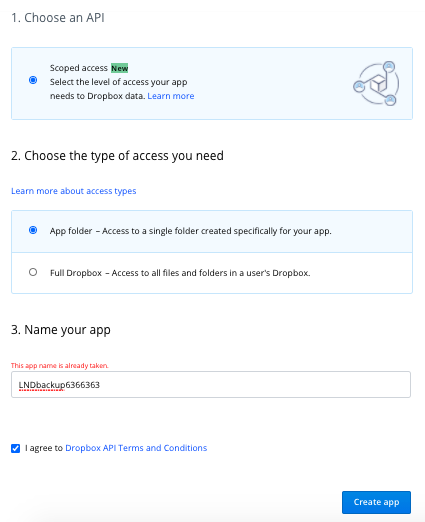 1. Choose an API
Scoped access New
Select the level of access your app
needs to Dropbox data. Learn more
2. Choose the type of access you need
Learn more about access types
App folder – Access to a single folder created specifically for your app.
Full Dropbox – Access to all files and folders in a user's Dropbox.
3. Name your app
This app name is already taken.
LNDbackup6366363
I agree to Dropbox API Terms and Conditions
Create app